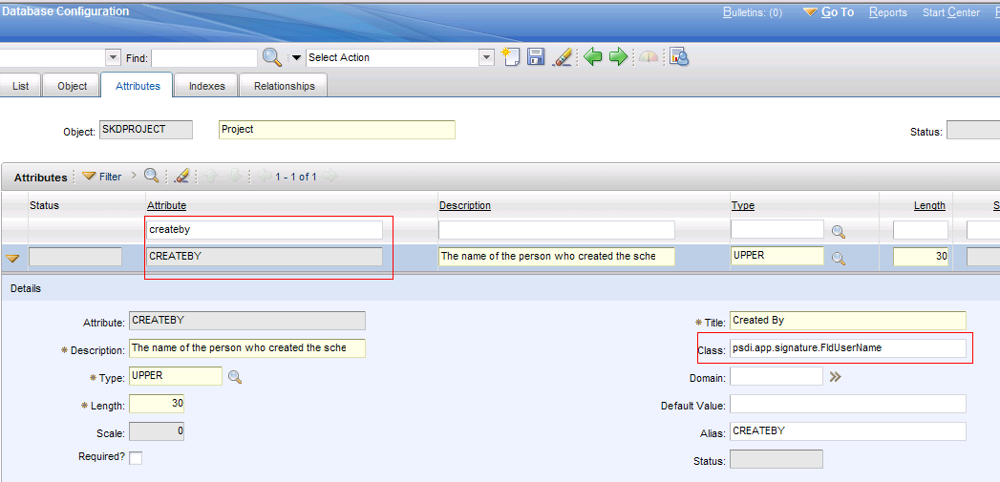 Database Configuration
Bulletins: (0) Go To Reports Start Center
Find: Select Action
List Object Attributes Indexes Relationships
Object: SKDPROJECT Project Status:
Attributes Filter 1 - 1 of 1
Status Attribute Description Type Length S
createby
CREATEBY The name of the person who created the sche UPPER 30
Details
Attribute: CREATEBY
Title: Created By
Description: The name of the person who created the sche
Class: psdi.app.signature.FldUserName
Type: UPPER
Domain:
Length: 30
Default Value:
Scale: 0
Alias: CREATEBY
Required?
Status: